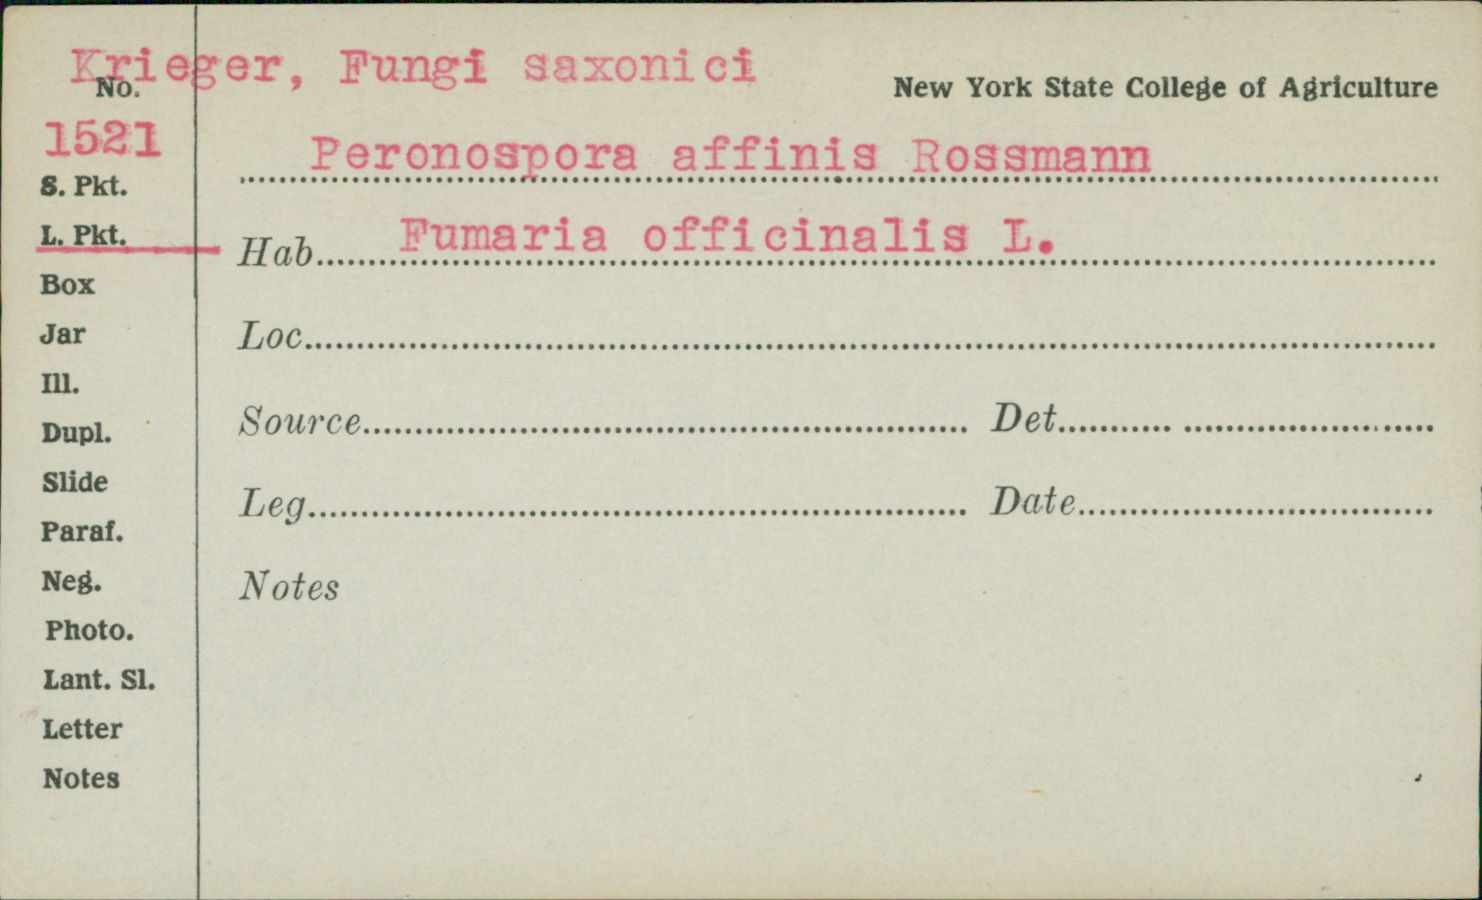 Krieger, Fungi saxonici
No.
New York State College of Agriculture
1521
Peronospora affinis Rossmann
S. Pkt.
L. Pkt.
Hab. Fumaria officinalis L.
Box
Jar
Loc.
Ill.
Dupl.
Source Det.
Slide
Leg. Date
Paraf.
Neg.
Notes
Photo.
Lant. Sl.
Letter
Notes